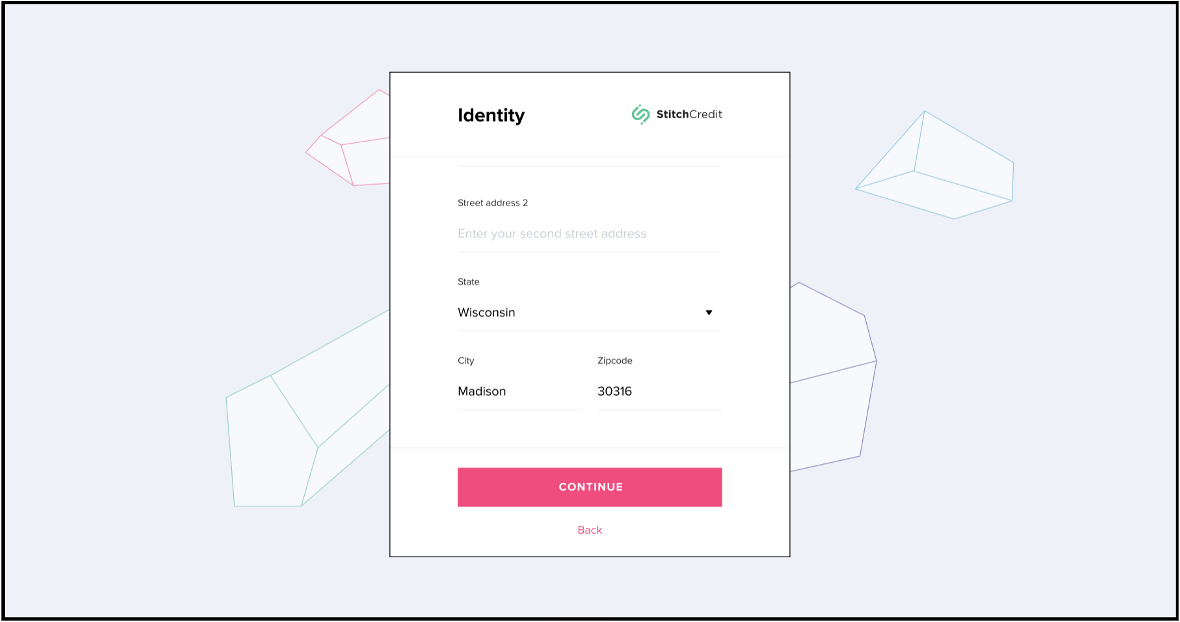 Identity
StitchCredit
Street address 2
Enter your second street address
State
Wisconsin
City Zipcode
Madison 30316
CONTINUE
Back